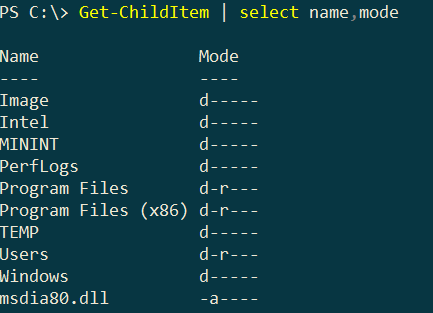 PS C:\> Get-ChildItem | select name,mode
Name Mode
---- ----
Image d-----
Intel d-----
MININT d-----
PerfLogs d-----
Program Files d-r---
Program Files (x86) d-r---
TEMP d-----
Users d-r---
Windows d-----
msdia80.dll -a----